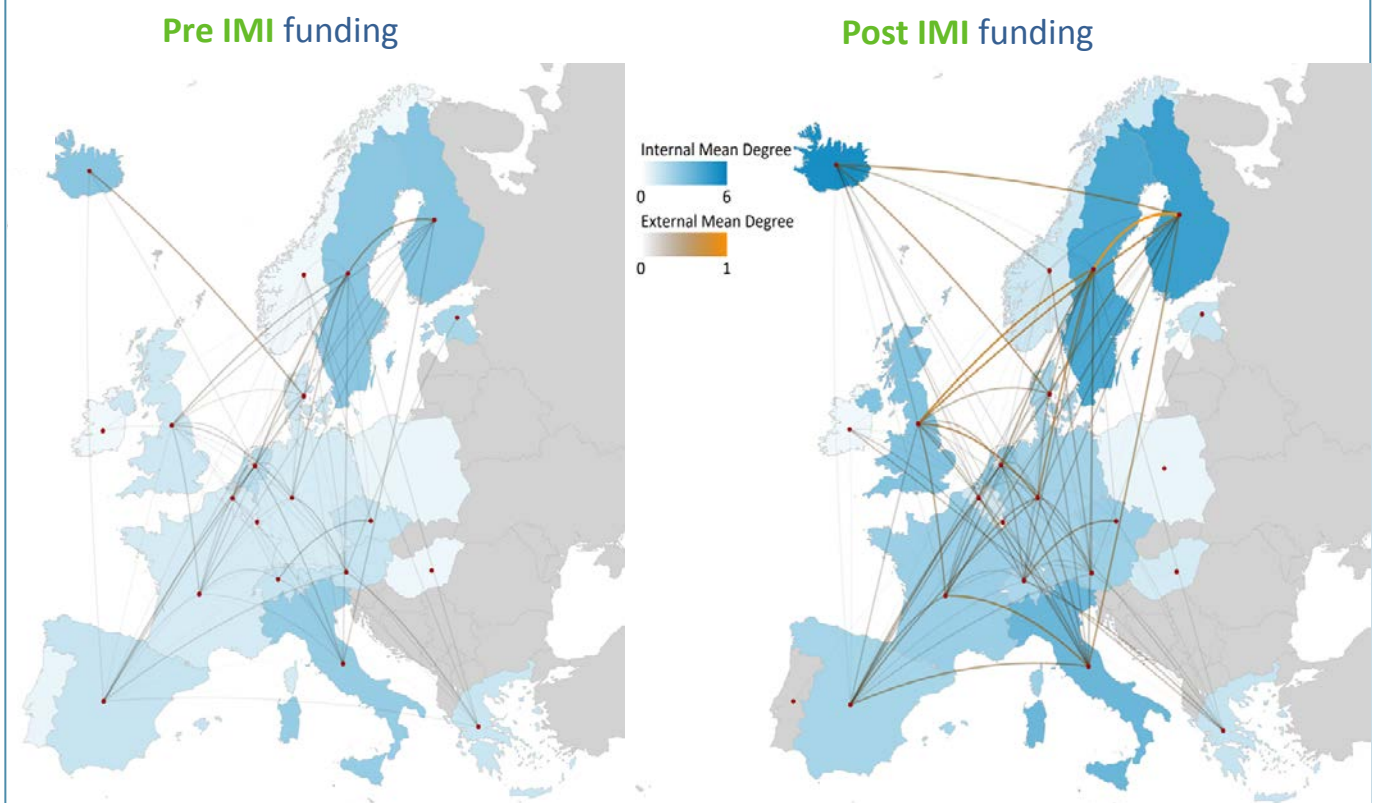 Pre IMI funding
Post IMI funding
Internal Mean Degree
0 6
External Mean Degree
0 1